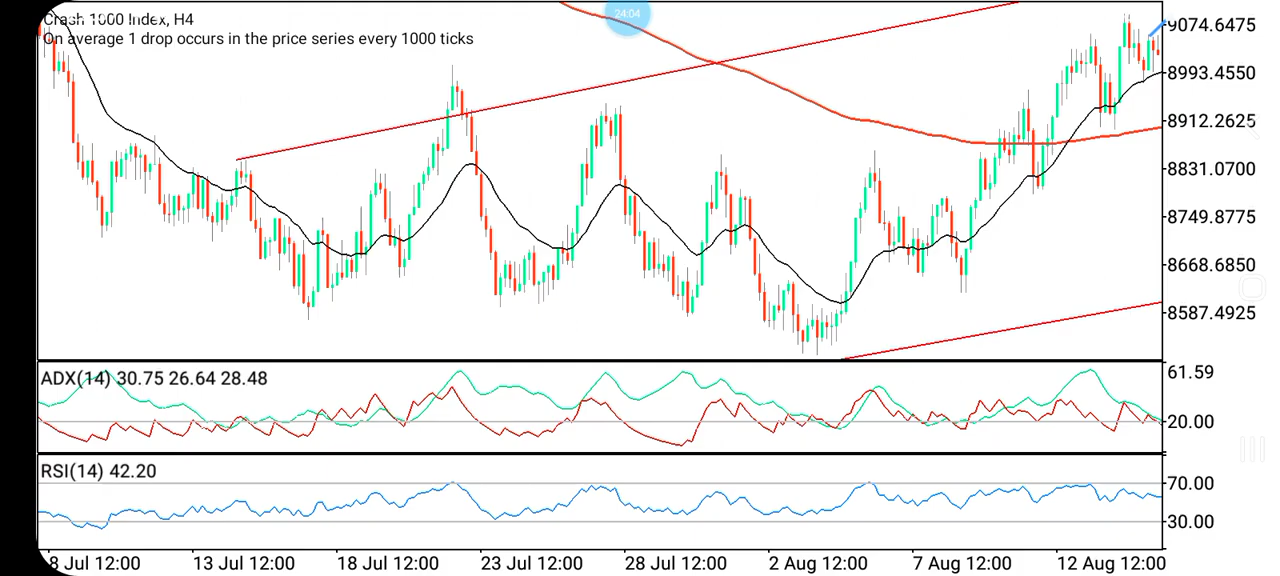 Crash 1000 Index, H4
24:04
On average 1 drop occurs in the price series every 1000 ticks
9074.6475
8993.4550
8912.2625
8831.0700
8749.8775
8668.6850
8587.4925
ADX(14) 30.75 26.64 28.48
61.59
20.00
RSI(14) 42.20
70.00
30.00
8 Jul 12:00 13 Jul 12:00 18 Jul 12:00 23 Jul 12:00 28 Jul 12:00 2 Aug 12:00 7 Aug 12:00 12 Aug 12:00